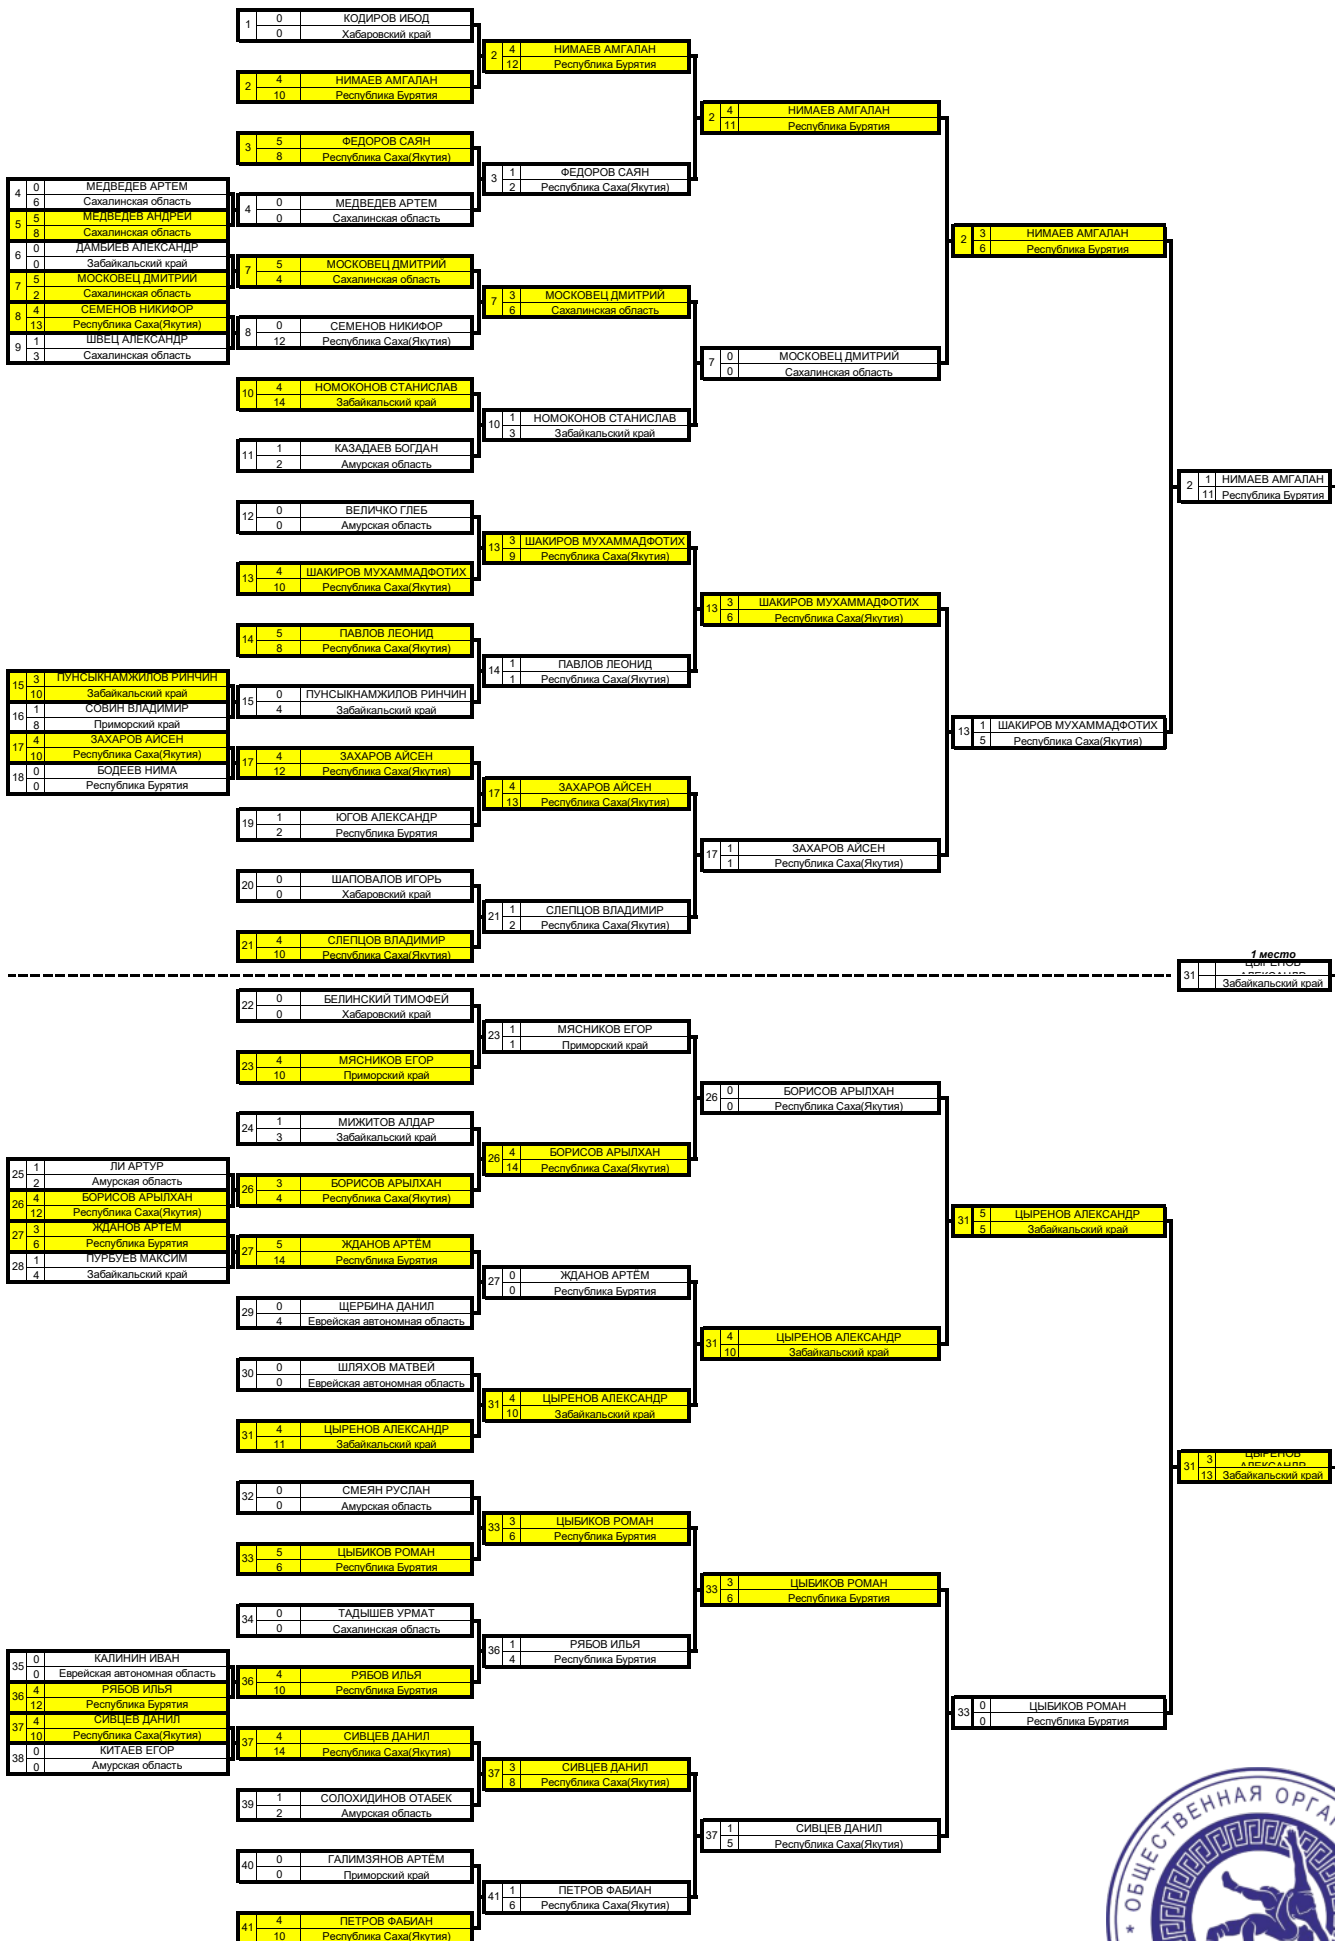 1 0 КОДИРОВ ИБОД
0 Хабаровский край
2 4 НИМАЕВ АМГАЛАН
12 Республика Бурятия
2 4 НИМАЕВ АМГАЛАН
10 Республика Бурятия
2 4 НИМАЕВ АМГАЛАН
11 Республика Бурятия
3 5 ФЕДОРОВ САЯН
8 Республика Саха(Якутия)
3 1 ФЕДОРОВ САЯН
2 Республика Саха(Якутия)
4 0 МЕДВЕДЕВ АРТЕМ
6 Сахалинская область
4 0 МЕДВЕДЕВ АРТЕМ
0 Сахалинская область
5 5 МЕДВЕДЕВ АНДРЕЙ
8 Сахалинская область
2 3 НИМАЕВ АМГАЛАН
6 Республика Бурятия
6 0 ДАМБИЕВ АЛЕКСАНДР
0 Забайкальский край
7 5 МОСКОВЕЦ ДМИТРИЙ
4 Сахалинская область
7 5 МОСКОВЕЦ ДМИТРИЙ
2 Сахалинская область
7 3 МОСКОВЕЦ ДМИТРИЙ
6 Сахалинская область
8 4 СЕМЕНОВ НИКИФОР
13 Республика Саха(Якутия)
8 0 СЕМЕНОВ НИКИФОР
12 Республика Саха(Якутия)
9 1 ШВЕЦ АЛЕКСАНДР
3 Сахалинская область
7 0 МОСКОВЕЦ ДМИТРИЙ
0 Сахалинская область
10 4 НОМОКОНОВ СТАНИСЛАВ
14 Забайкальский край
10 1 НОМОКОНОВ СТАНИСЛАВ
3 Забайкальский край
11 1 КАЗАДАЕВ БОГДАН
2 Амурская область
2 1 НИМАЕВ АМГАЛАН
11 Республика Бурятия
12 0 ВЕЛИЧКО ГЛЕБ
0 Амурская область
13 3 ШАКИРОВ МУХАММАДФОТИХ
9 Республика Саха(Якутия)
13 4 ШАКИРОВ МУХАММАДФОТИХ
10 Республика Саха(Якутия)
13 3 ШАКИРОВ МУХАММАДФОТИХ
6 Республика Саха(Якутия)
14 5 ПАВЛОВ ЛЕОНИД
8 Республика Саха(Якутия)
14 1 ПАВЛОВ ЛЕОНИД
1 Республика Саха(Якутия)
15 3 ПУНСЫКНАМЖИЛОВ РИНЧИН
10 Забайкальский край
15 0 ПУНСЫКНАМЖИЛОВ РИНЧИН
4 Забайкальский край
16 1 СОВИН ВЛАДИМИР
8 Приморский край
13 1 ШАКИРОВ МУХАММАДФОТИХ
5 Республика Саха(Якутия)
17 4 ЗАХАРОВ АЙСЕН
10 Республика Саха(Якутия)
17 4 ЗАХАРОВ АЙСЕН
12 Республика Саха(Якутия)
18 0 БОДЕЕВ НИМА
0 Республика Бурятия
17 4 ЗАХАРОВ АЙСЕН
13 Республика Саха(Якутия)
19 1 ЮГОВ АЛЕКСАНДР
2 Республика Бурятия
17 1 ЗАХАРОВ АЙСЕН
1 Республика Саха(Якутия)
20 0 ШАПОВАЛОВ ИГОРЬ
0 Хабаровский край
21 1 СЛЕПЦОВ ВЛАДИМИР
2 Республика Саха(Якутия)
21 4 СЛЕПЦОВ ВЛАДИМИР
10 Республика Саха(Якутия)
1 место
31 ЦЫРЕНОВ АЛЕКСАНДР
Забайкальский край
22 0 БЕЛИНСКИЙ ТИМОФЕЙ
0 Хабаровский край
23 1 МЯСНИКОВ ЕГОР
1 Приморский край
23 4 МЯСНИКОВ ЕГОР
10 Приморский край
26 0 БОРИСОВ АРЫЛХАН
0 Республика Саха(Якутия)
24 1 МИЖИТОВ АЛДАР
3 Забайкальский край
26 4 БОРИСОВ АРЫЛХАН
14 Республика Саха(Якутия)
25 1 ЛИ АРТУР
2 Амурская область
26 3 БОРИСОВ АРЫЛХАН
4 Республика Саха(Якутия)
26 4 БОРИСОВ АРЫЛХАН
12 Республика Саха(Якутия)
31 5 ЦЫРЕНОВ АЛЕКСАНДР
5 Забайкальский край
27 3 ЖДАНОВ АРТЁМ
6 Республика Бурятия
27 5 ЖДАНОВ АРТЁМ
14 Республика Бурятия
28 1 ПУРБУЕВ МАКСИМ
4 Забайкальский край
27 0 ЖДАНОВ АРТЁМ
0 Республика Бурятия
29 0 ЩЕРБИНА ДАНИЛ
4 Еврейская автономная область
31 4 ЦЫРЕНОВ АЛЕКСАНДР
10 Забайкальский край
30 0 ШЛЯХОВ МАТВЕЙ
0 Еврейская автономная область
31 4 ЦЫРЕНОВ АЛЕКСАНДР
10 Забайкальский край
31 4 ЦЫРЕНОВ АЛЕКСАНДР
11 Забайкальский край
31 3 ЦЫРЕНОВ АЛЕКСАНДР
13 Забайкальский край
32 0 СМЕЯН РУСЛАН
0 Амурская область
33 3 ЦЫБИКОВ РОМАН
6 Республика Бурятия
33 5 ЦЫБИКОВ РОМАН
6 Республика Бурятия
33 3 ЦЫБИКОВ РОМАН
6 Республика Бурятия
34 0 ТАДЫШЕВ УРМАТ
0 Сахалинская область
36 1 РЯБОВ ИЛЬЯ
4 Республика Бурятия
35 0 КАЛИНИН ИВАН
0 Еврейская автономная область
36 4 РЯБОВ ИЛЬЯ
10 Республика Бурятия
36 4 РЯБОВ ИЛЬЯ
12 Республика Бурятия
33 0 ЦЫБИКОВ РОМАН
0 Республика Бурятия
37 4 СИВЦЕВ ДАНИЛ
10 Республика Саха(Якутия)
37 4 СИВЦЕВ ДАНИЛ
14 Республика Саха(Якутия)
38 0 КИТАЕВ ЕГОР
0 Амурская область
37 3 СИВЦЕВ ДАНИЛ
8 Республика Саха(Якутия)
39 1 СОЛОХИДИНОВ ОТАБЕК
2 Амурская область
37 1 СИВЦЕВ ДАНИЛ
5 Республика Саха(Якутия)
40 0 ГАЛИМЗЯНОВ АРТЁМ
0 Приморский край
41 1 ПЕТРОВ ФАБИАН
6 Республика Саха(Якутия)
41 4 ПЕТРОВ ФАБИАН
10 Республика Саха(Якутия)
* ОБЩЕСТВЕННАЯ ОРГА